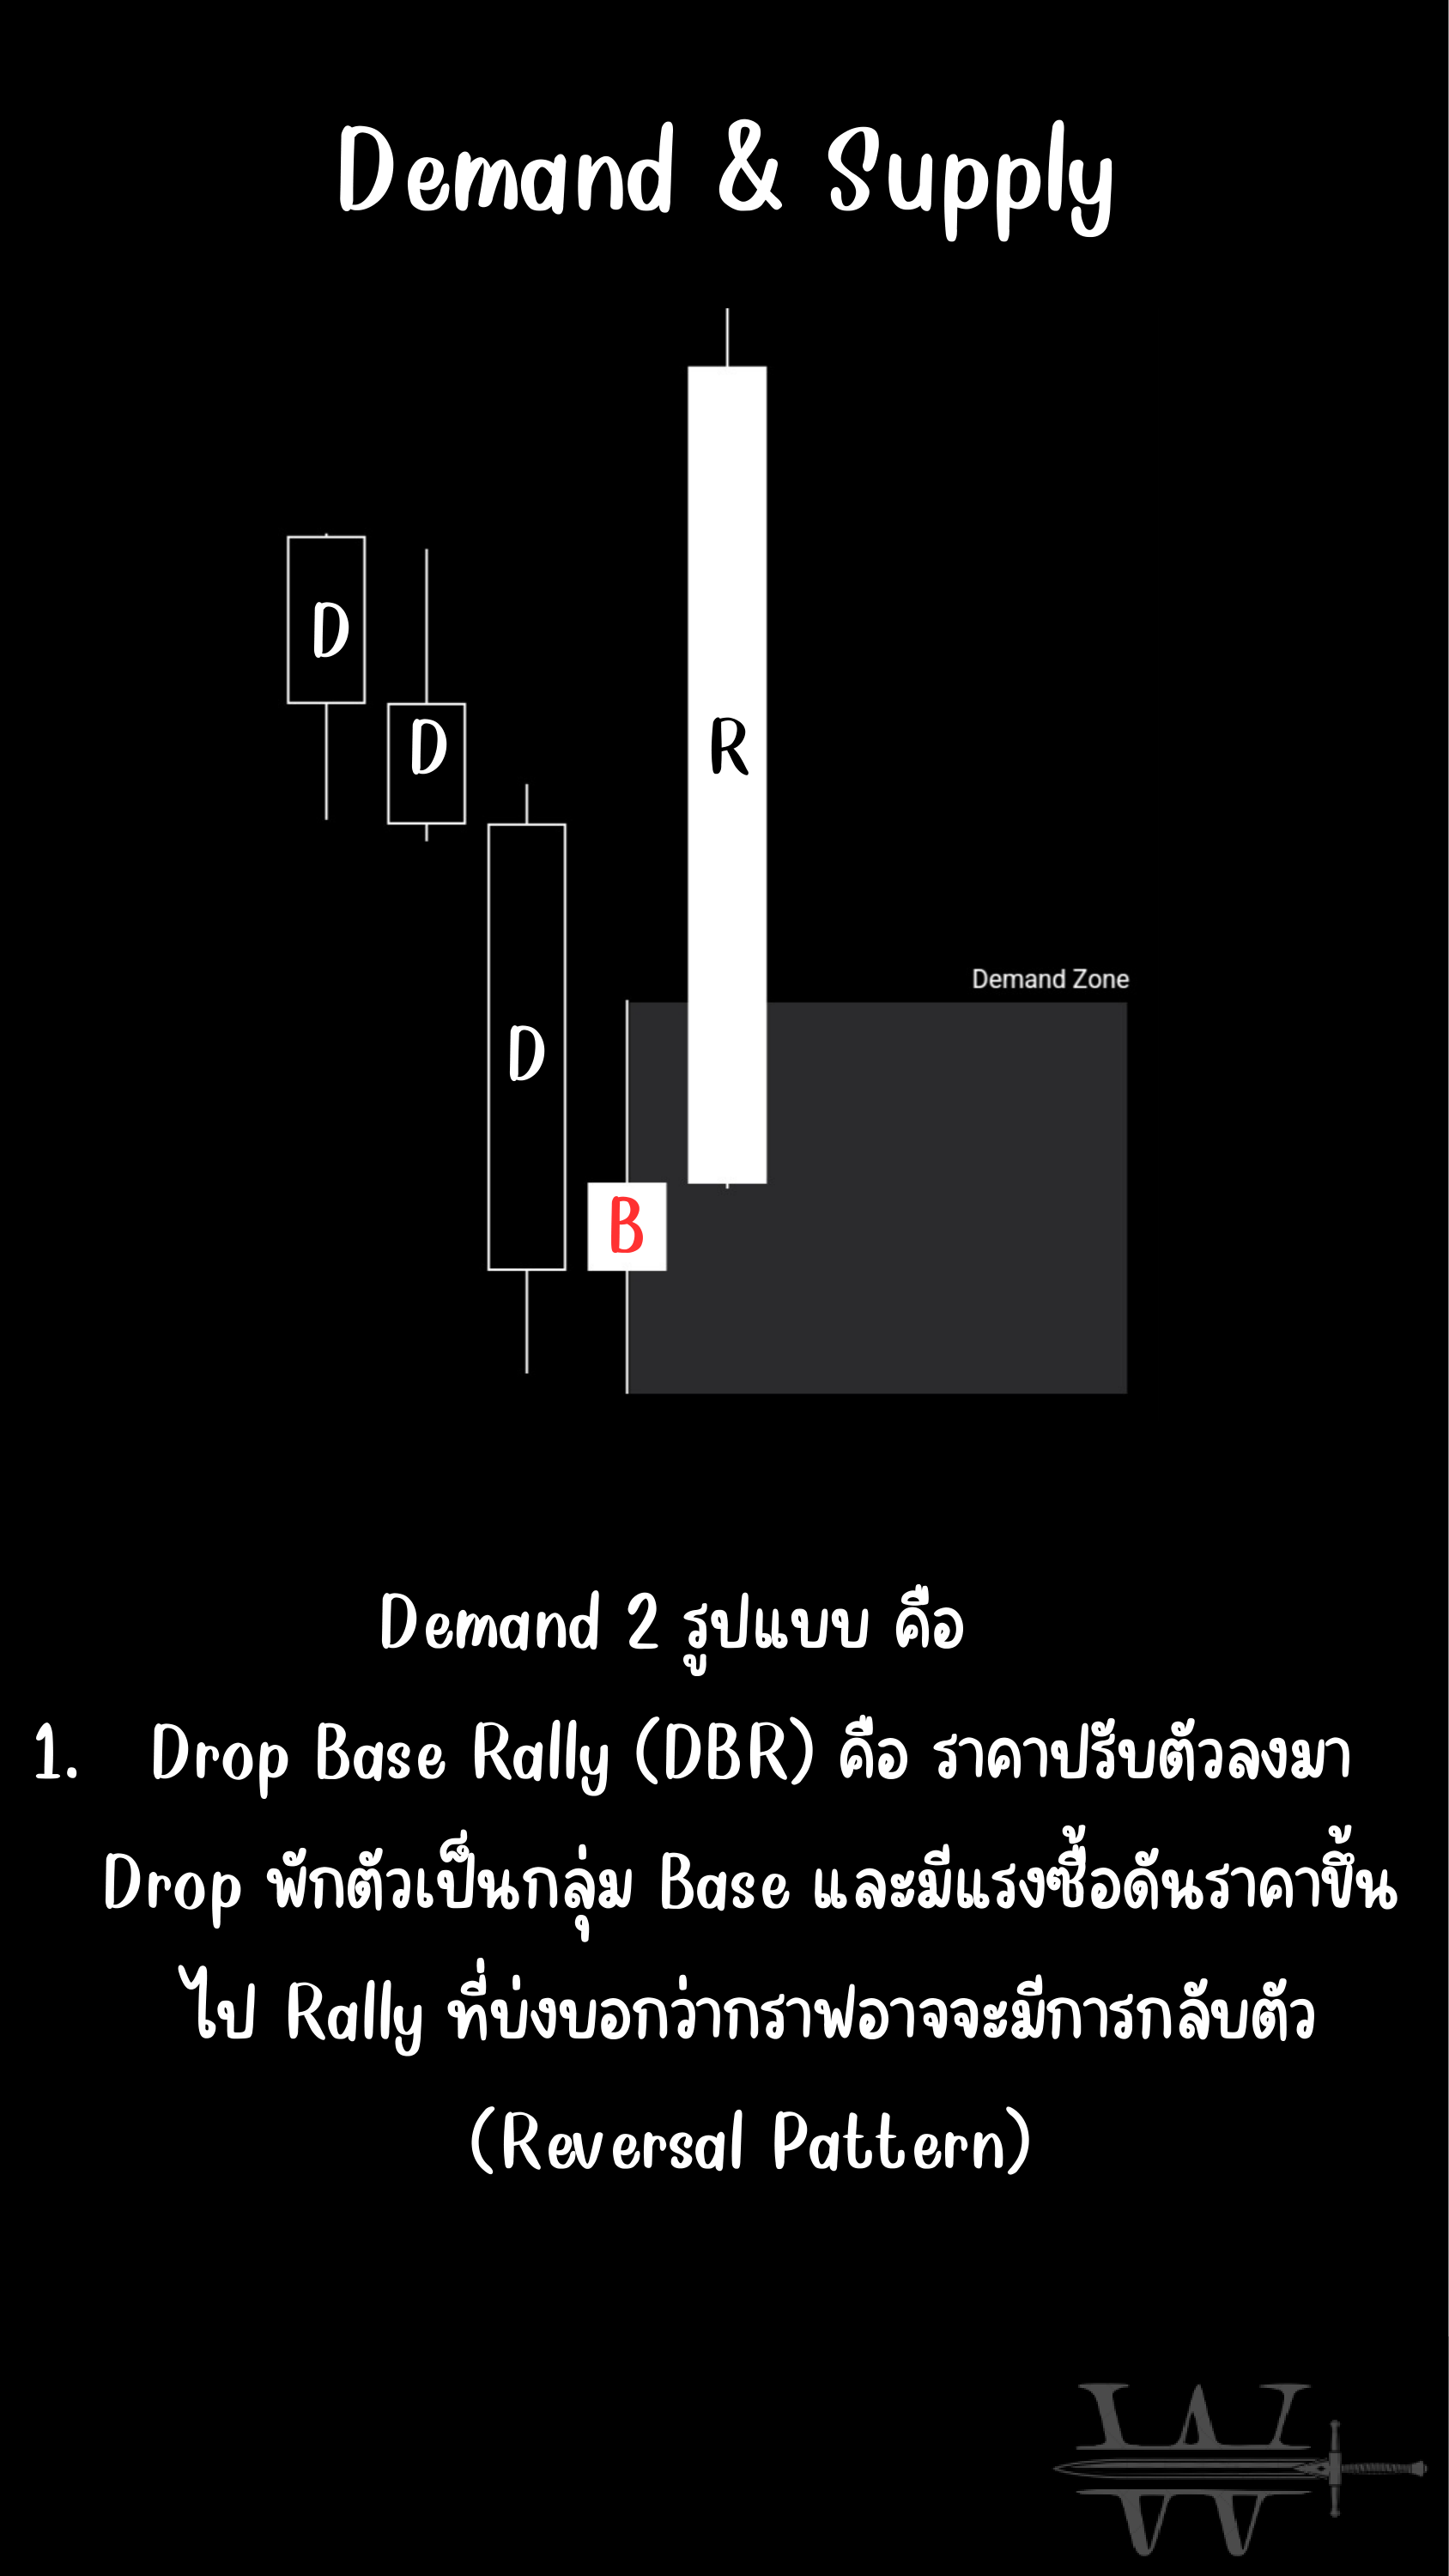 Demand & Supply
D
D
R
D
Demand Zone
B
Demand 2 รูปแบบ คือ
1. Drop Base Rally (DBR) คือ ราคาปรับตัวลงมา
Drop พักตัวเป็นกลุ่ม Base และมีแรงซื้อดันราคาขึ้น
ไป Rally ที่บ่งบอกว่ากราฟอาจจะมีการกลับตัว
(Reversal Pattern)
W